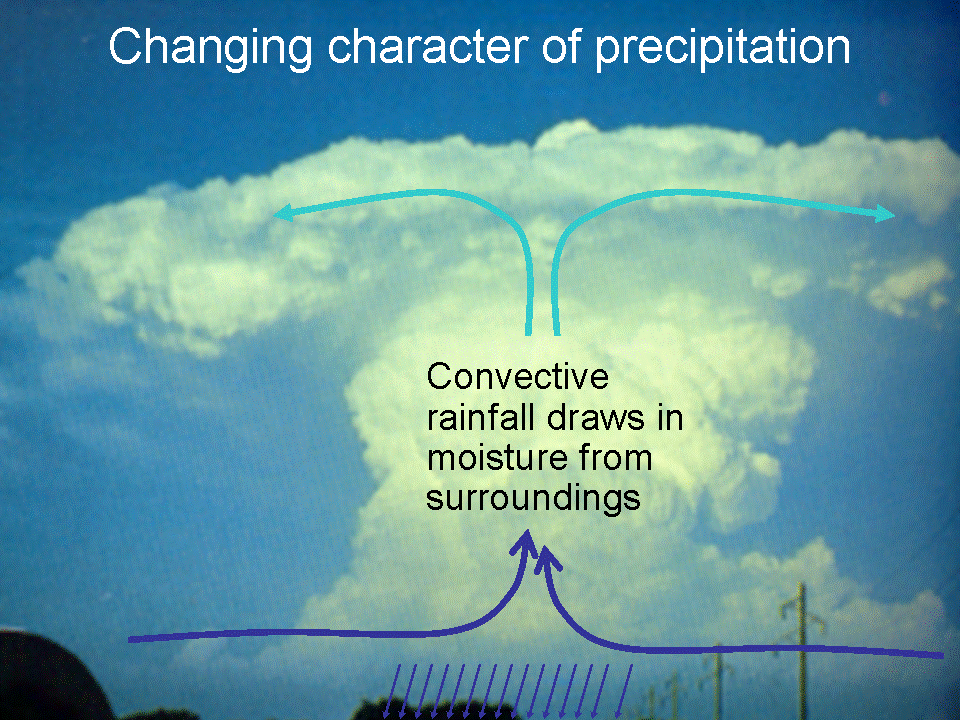 Changing character of precipitation
Convective
rainfall draws in
moisture from
surroundings